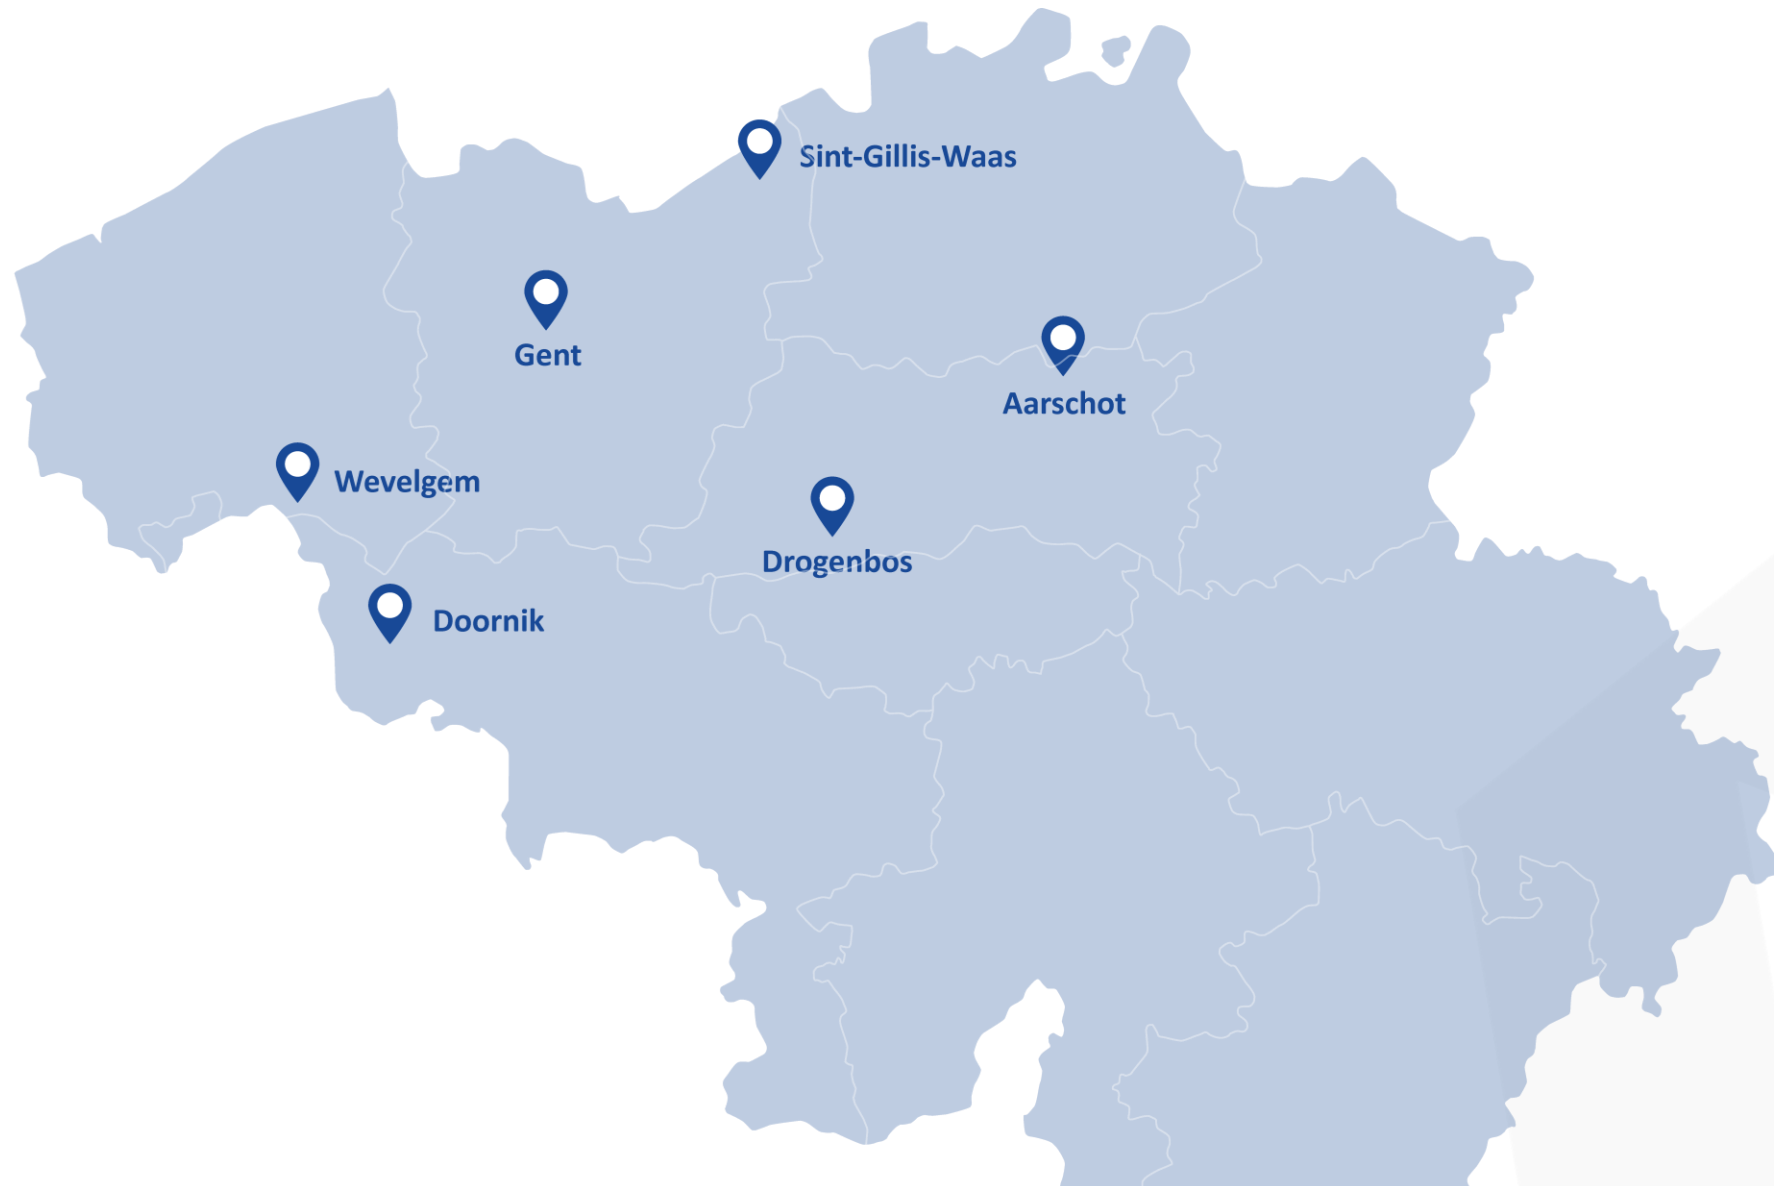 Sint-Gillis-Waas
Gent
Aarschot
Wevelgem
Drogenbos
Doornik